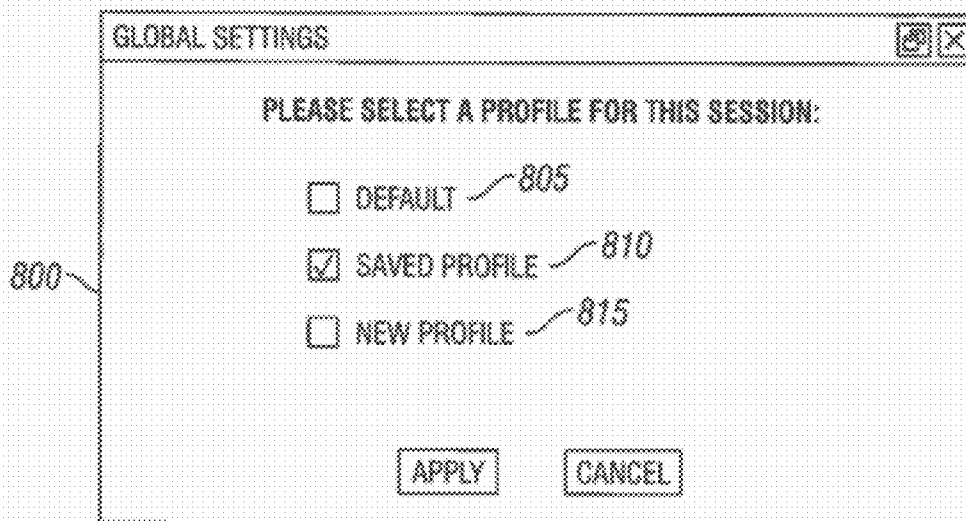 GLOBAL SETTINGS
PLEASE SELECT A PROFILE FOR THIS SESSION:
DEFAULT 805
SAVED PROFILE 810
800
NEW PROFILE 815
APPLY CANCEL